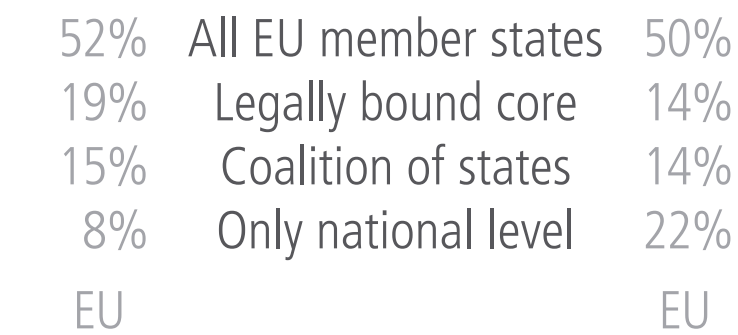 52% All EU member states 50%
19% Legally bound core 14%
15% Coalition of states 14%
8% Only national level 22%
EU EU